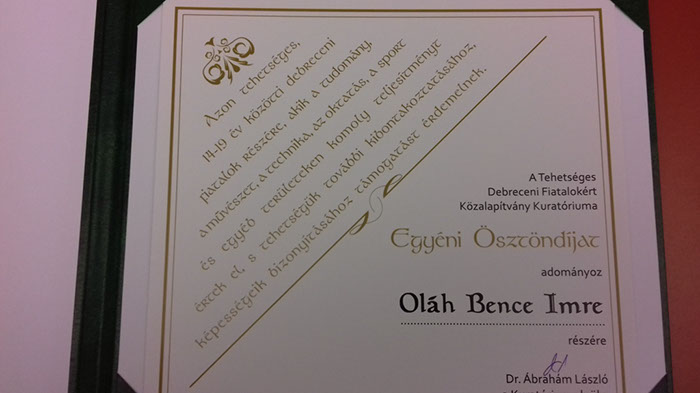 Azon tehetséges,
14-19 év közötti debreceni
fiatalok részére, akik a tudomány,
a művészet, a technika, az oktatás, a sport
és egyéb területeken komoly teljesítményt
értek el, s tehetségük további kibontakoztatásához,
képességeik bizonyításához támogatást érdemelnek.
A Tehetséges
Debreceni Fiatalokért
Közalapítvány Kuratóriuma
Egyéni Ösztöndíjat
adományoz
Oláh Bence Imre
részére
Dr. Ábrahám László